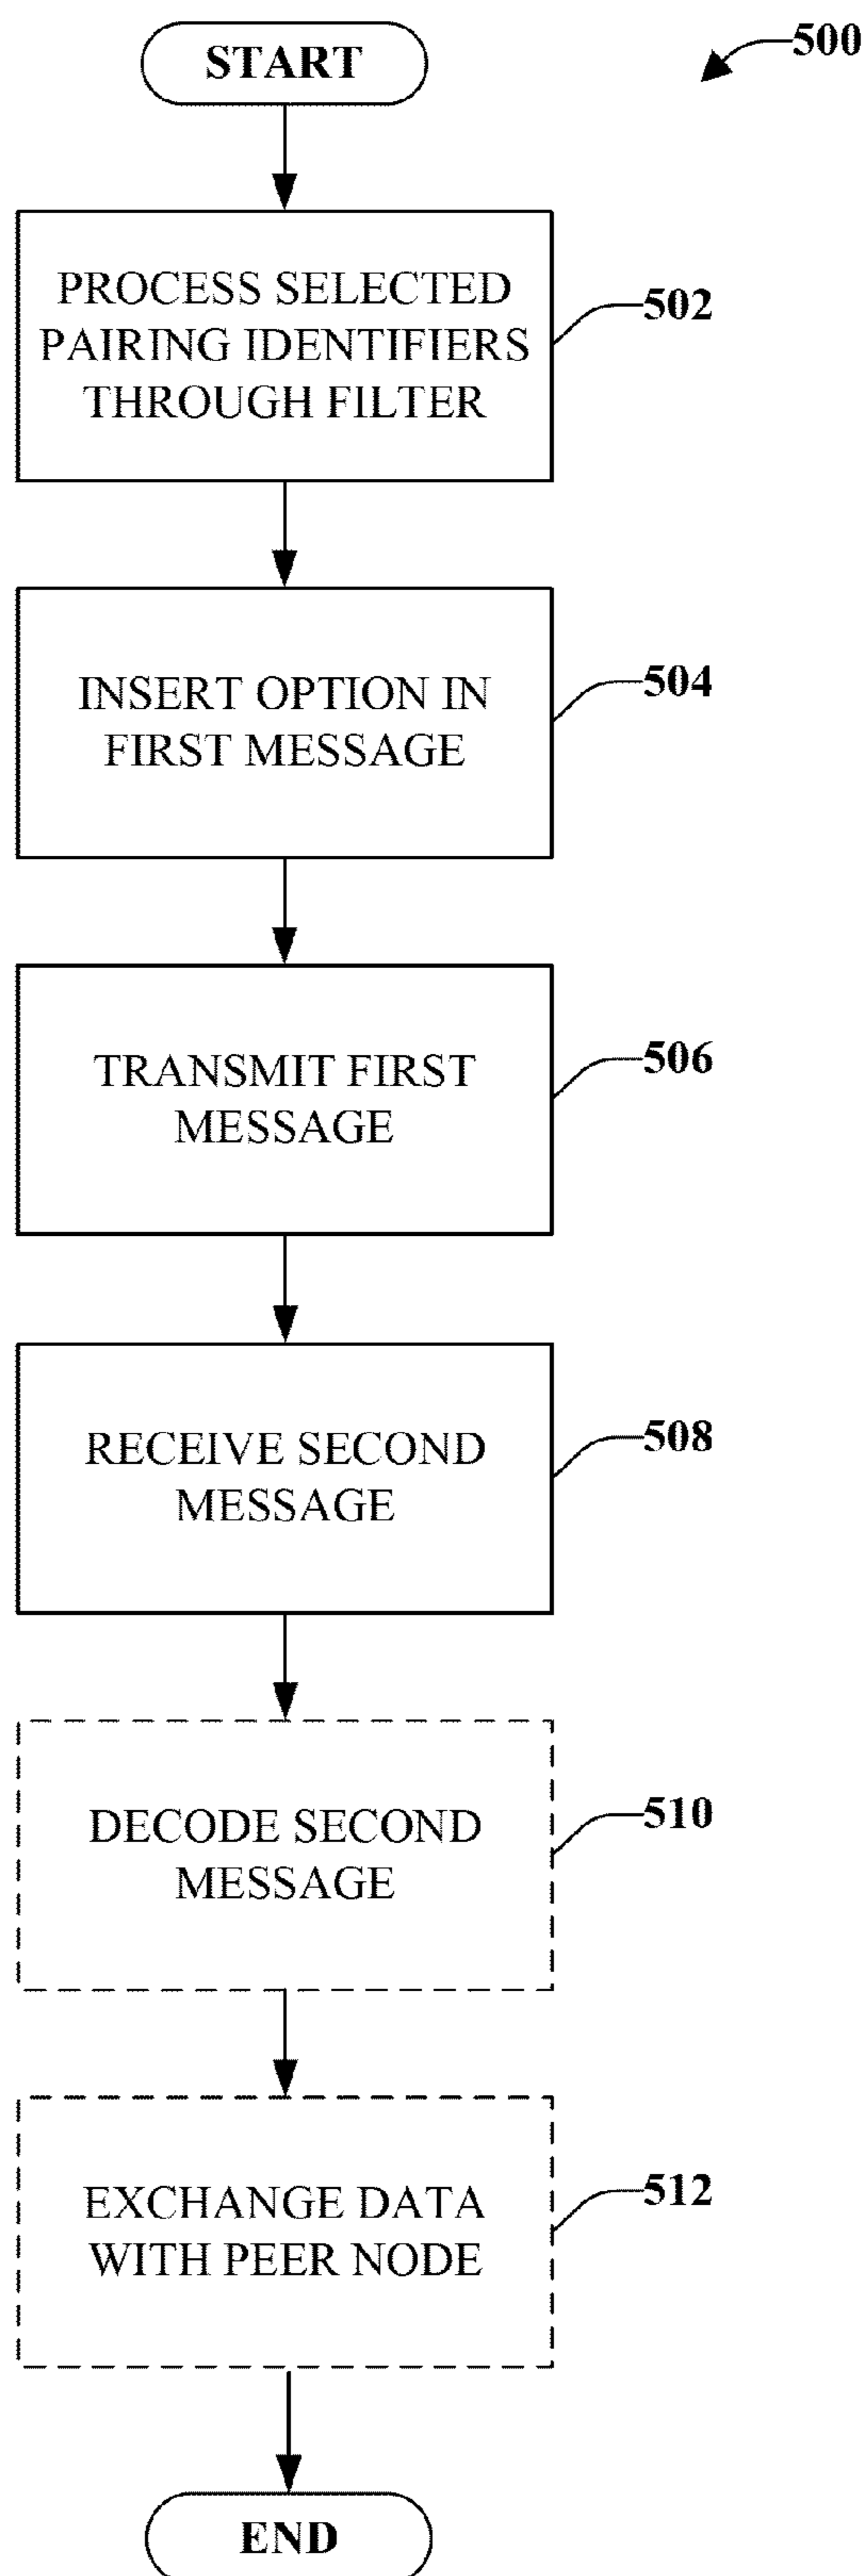 START
500
PROCESS SELECTED
PAIRING IDENTIFIERS
THROUGH FILTER
502
INSERT OPTION IN
FIRST MESSAGE
504
TRANSMIT FIRST
MESSAGE
506
RECEIVE SECOND
MESSAGE
508
DECODE SECOND
MESSAGE
510
EXCHANGE DATA
WITH PEER NODE
512
END